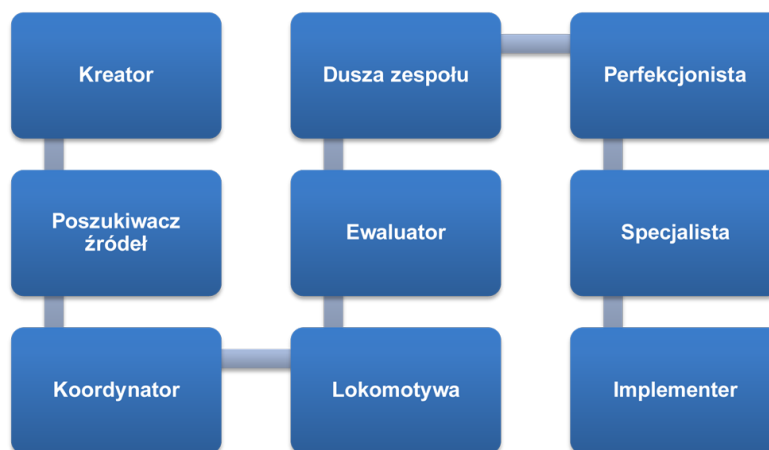 Kreator
Poszukiwacz
źródeł
Koordynator
Lokomotywa
Ewaluator
Dusza zespołu
Perfekcjonista
Specjalista
Implementer